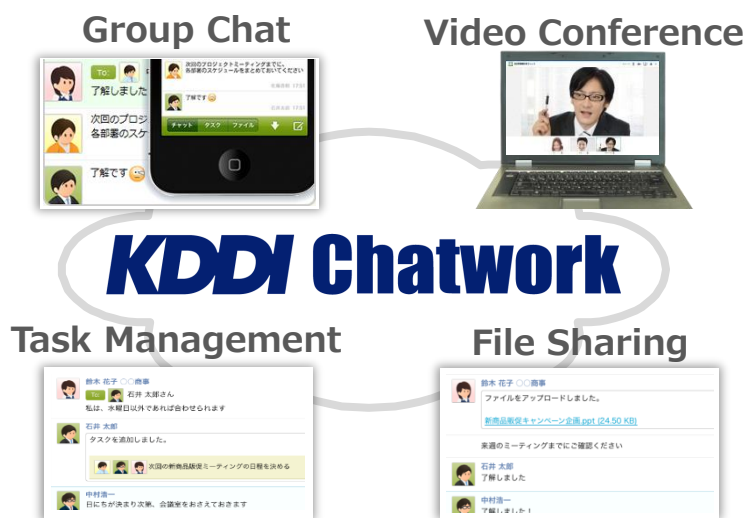 Group Chat
Video Conference
To:
了解しました
次回のプロジ
各部署のスケ
了解です
次回のプロジェクトミーティングまでに、
各部署のスケジュールをまとめておいてください
17:51
了解です
17:51
チャット タスク ファイル
KDDI Chatwork
Task Management
File Sharing
鈴木 花子 〇〇商事
To: 石井 太郎さん
私は、水曜日以外であれば合わせられます
石井 太郎
タスクを追加しました。
次回の新商品販促ミーティングの日程を決める
中村浩一
日にちが決まり次第、会議室をおさえておきます
鈴木 花子 〇〇商事
ファイルをアップロードしました。
新商品販促キャンペーン企画.ppt (24.50 KB)
来週のミーティングまでにご確認ください
石井 太郎
了解しました
中村浩一
了解しました！